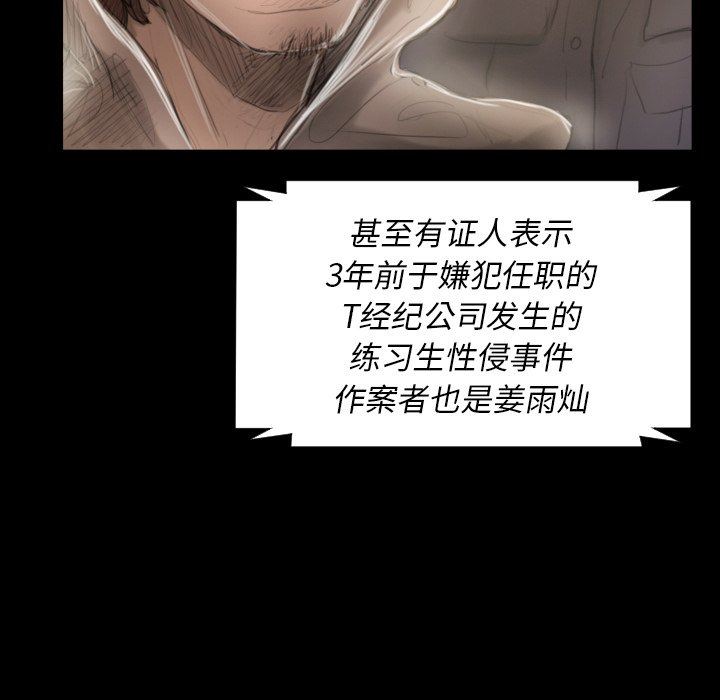 甚至有证人表示
3年前于嫌犯任职的
T经纪公司发生的
练习生性侵事件
作案者也是姜雨灿